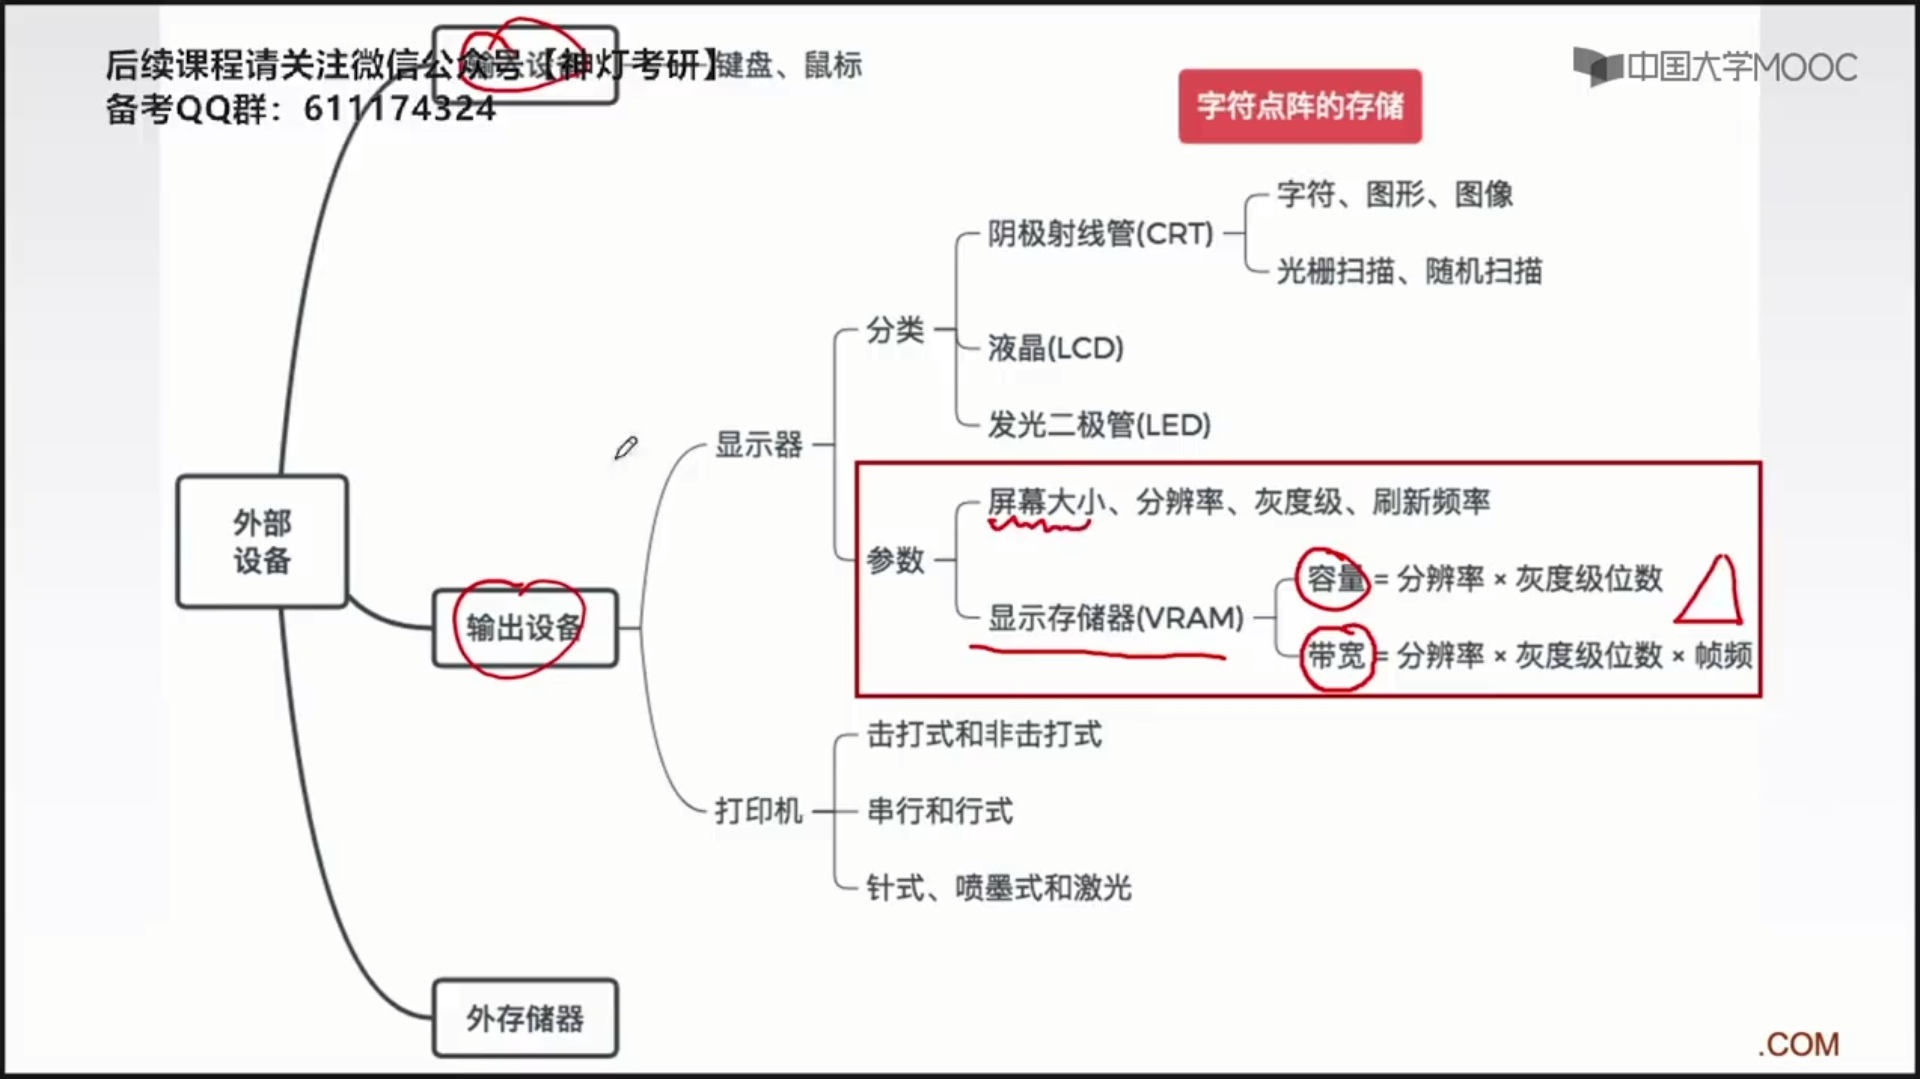 后续课程请关注微信公众号【神灯考研】
备考QQ群：611174324
键盘、鼠标
中国大学MOOC
字符点阵的存储
字符、图形、图像
阴极射线管(CRT)
光栅扫描、随机扫描
分类
液晶(LCD)
发光二极管(LED)
显示器
屏幕大小、分辨率、灰度级、刷新频率
参数
容量 = 分辨率 × 灰度级位数
显示存储器(VRAM)
带宽 = 分辨率 × 灰度级位数 × 帧频
外部
设备
输出设备
击打式和非击打式
打印机
串行和行式
针式、喷墨式和激光
外存储器
.COM